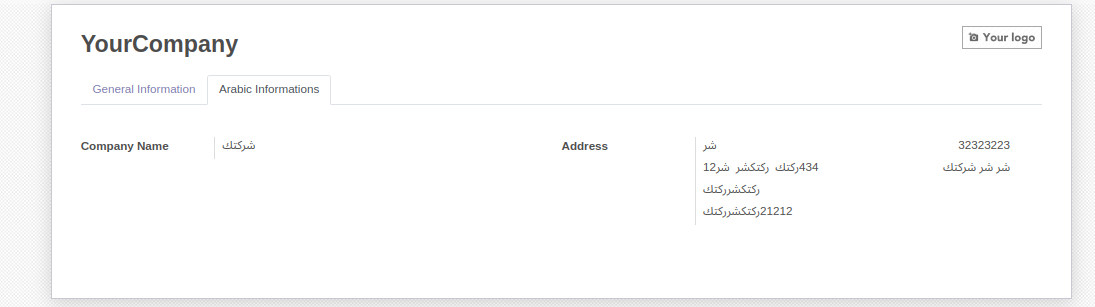 YourCompany
Your logo
General Information
Arabic Informations
Company Name
شركتك
Address
شر
32323223
434ركتك ركتكشر شر12
شر شر شركتك
ركتكشرركتك
21212ركتكشرركتك